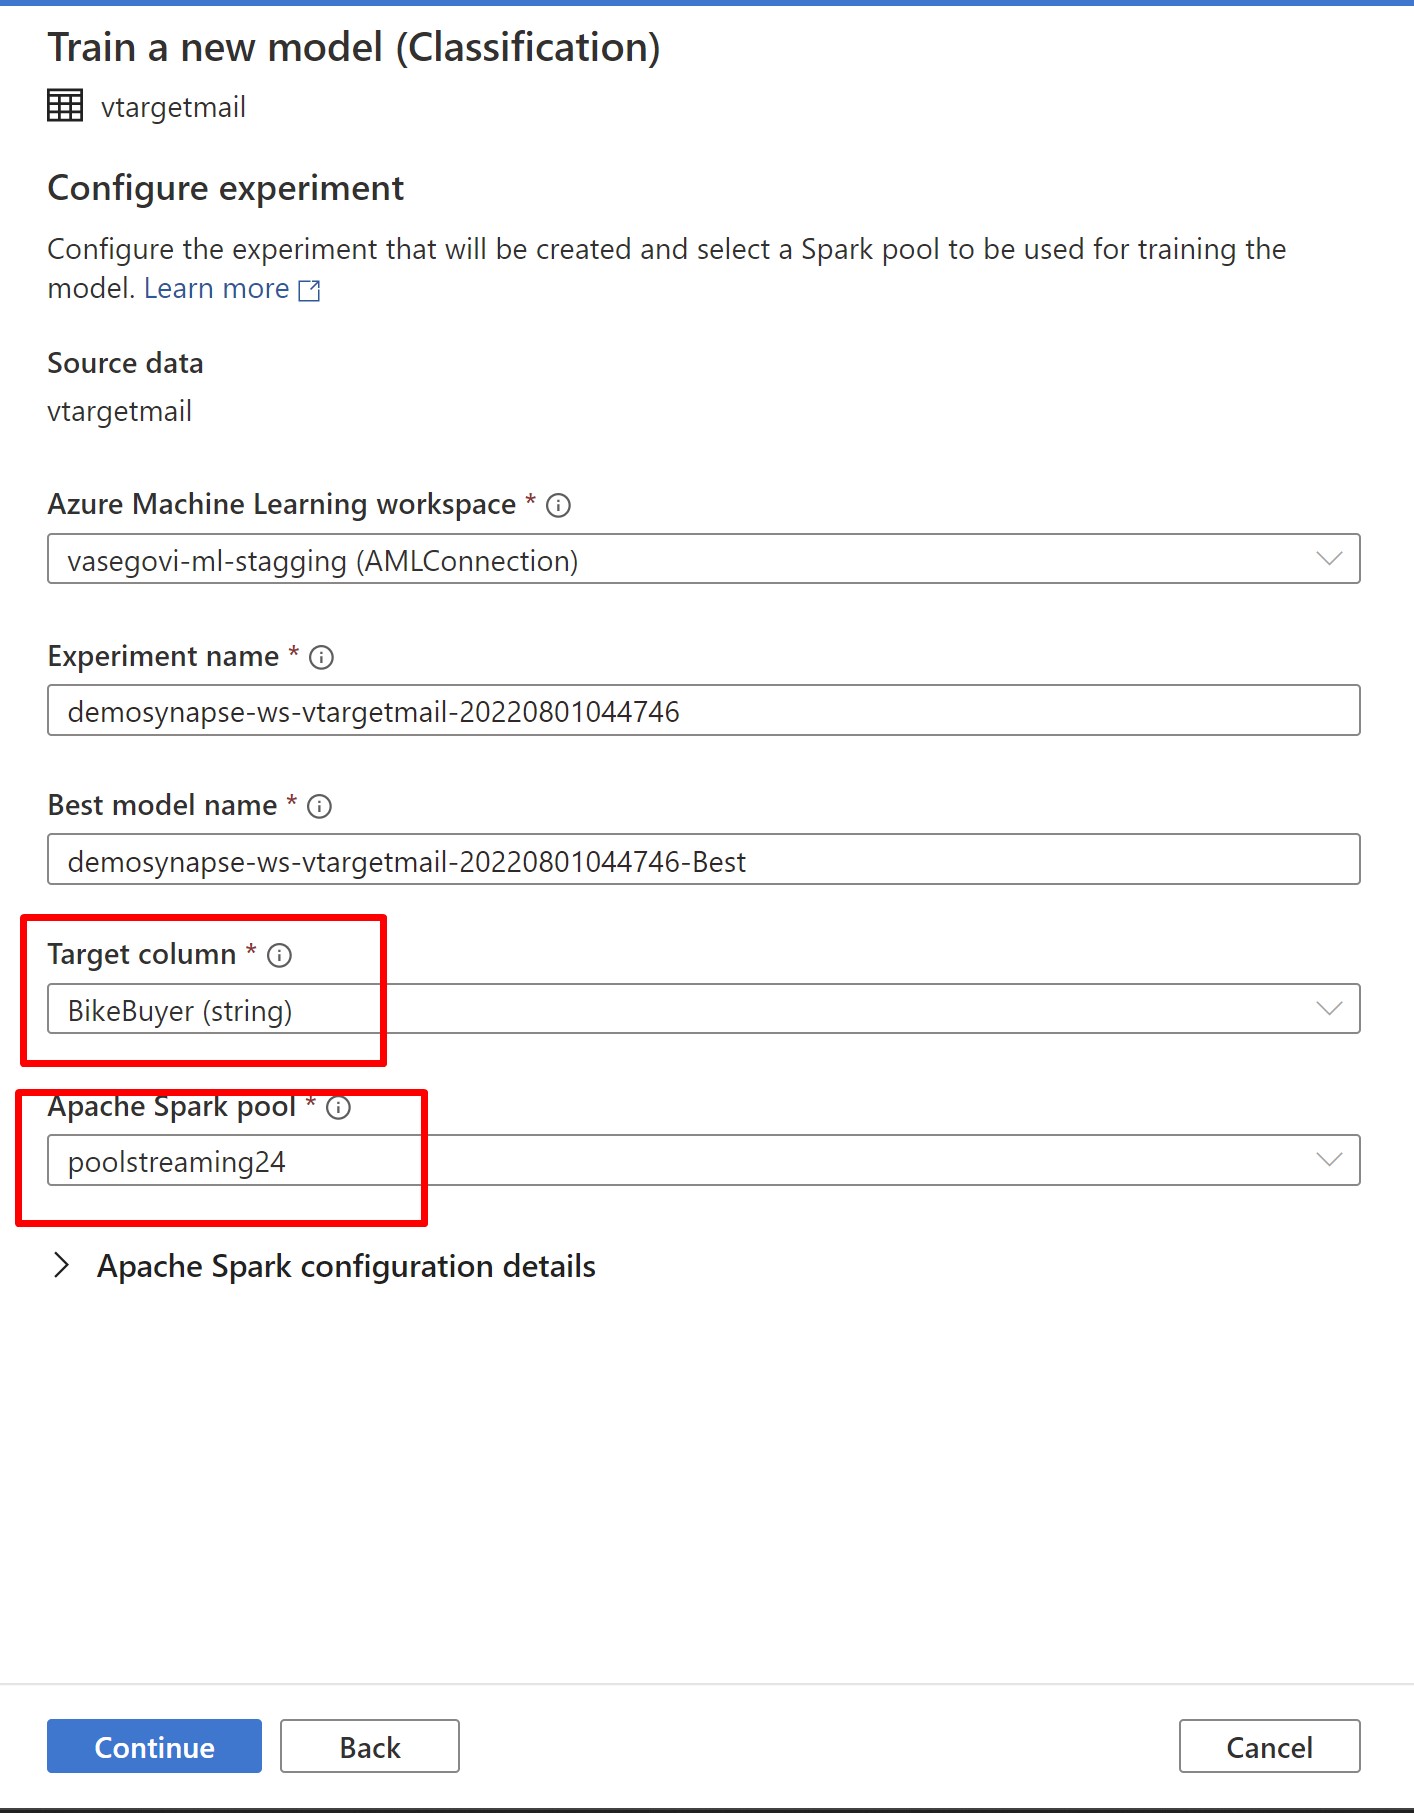 Train a new model (Classification)
vtargetmail
Configure experiment
Configure the experiment that will be created and select a Spark pool to be used for training the
model. Learn more
Source data
vtargetmail
Azure Machine Learning workspace *
vasegovi-ml-stagging (AMLConnection)
Experiment name *
demosynapse-ws-vtargetmail-20220801044746
Best model name *
demosynapse-ws-vtargetmail-20220801044746-Best
Target column *
BikeBuyer (string)
Apache Spark pool *
poolstreaming24
Apache Spark configuration details
Continue Back Cancel